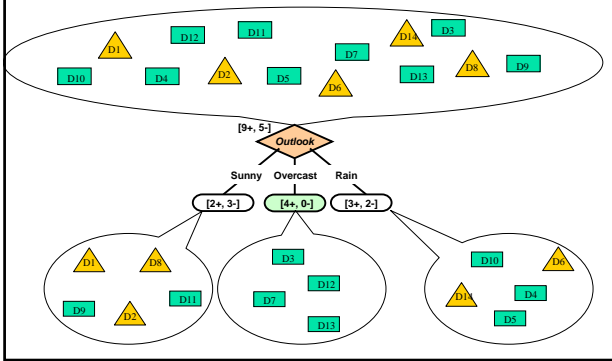 D1 D12 D11 D14 D3
D10 D4 D2 D5 D7 D6 D13 D8 D9
[9+, 5-]
Outlook
Sunny Overcast Rain
[2+, 3-] [4+, 0-] [3+, 2-]
D1 D8
D9 D2 D11
D3
D12
D7
D13
D10 D6
D14 D4
D5